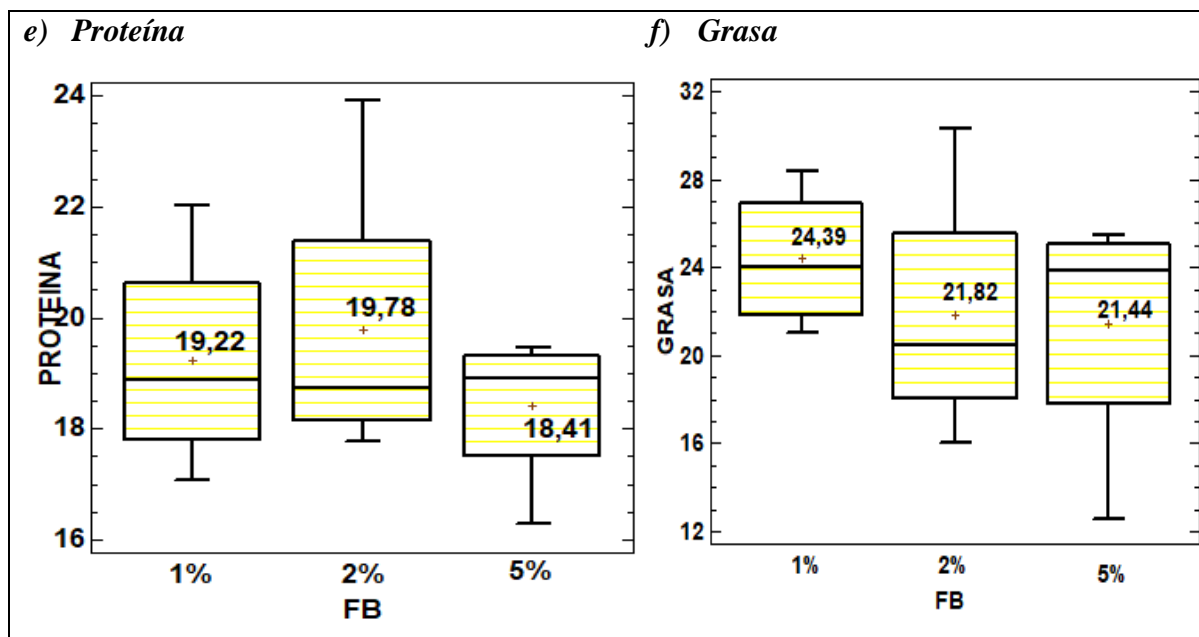 e) Proteína
24
22
20
18
16
PROTEINA
19,22
19,78
18,41
1% 2% 5%
FB
f) Grasa
32
28
24
20
16
12
GRASA
24,39
21,82
21,44
1% 2% 5%
FB